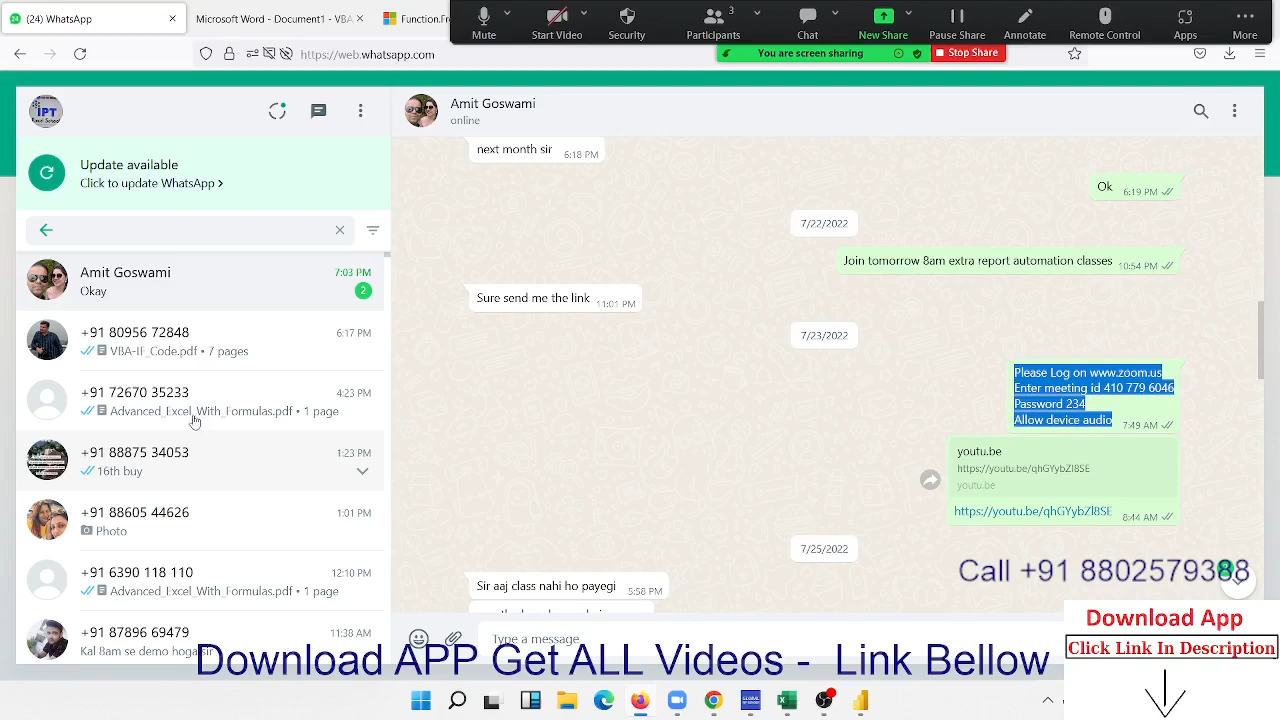 (24) WhatsApp
Microsoft Word - Document1 - VBA
Function.Fre
Mute
Start Video
Security
3
Participants
Chat
New Share
Pause Share
Annotate
Remote Control
Apps
More
You are screen sharing
Stop Share
https://web.whatsapp.com
IPT
Excel School
Amit Goswami
online
Update available
Click to update WhatsApp
Amit Goswami
7:03 PM
Okay
2
+91 80956 72848
6:17 PM
VBA-IF_Code.pdf • 7 pages
+91 72670 35233
4:23 PM
Advanced_Excel_With_Formulas.pdf • 1 page
+91 88875 34053
1:23 PM
16th buy
+91 88605 44626
1:01 PM
Photo
+91 6390 118 110
12:10 PM
Advanced_Excel_With_Formulas.pdf • 1 page
+91 87896 69479
11:38 AM
Kal 8am se demo hoga sir
next month sir
6:18 PM
Ok
6:19 PM
7/22/2022
Join tomorrow 8am extra report automation classes
10:54 PM
Sure send me the link
11:01 PM
7/23/2022
Please Log on www.zoom.us
Enter meeting id 410 779 6046
Password 234
Allow device audio
7:49 AM
youtu.be
https://youtu.be/qhGYybZl8SE
youtu.be
https://youtu.be/qhGYybZl8SE
8:44 AM
7/25/2022
Sir aaj class nahi ho payegi
5:58 PM
Type a message
Call +91 8802579388
Download App
Click Link In Description
Download APP Get ALL Videos - Link Bellow